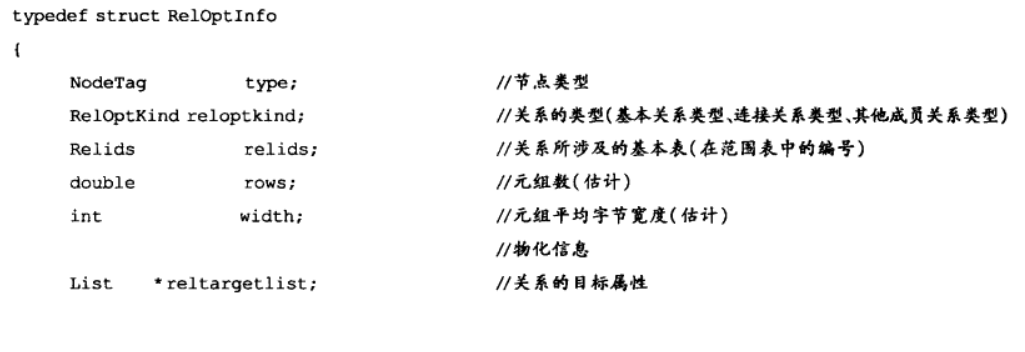 typedef struct RelOptInfo
{
NodeTag type; //节点类型
RelOptKind reloptkind; //关系的类型(基本关系类型、连接关系类型、其他成员关系类型)
Relids relids; //关系所涉及的基本表(在范围表中的编号)
double rows; //元组数(估计)
int width; //元组平均字节宽度(估计)
//物化信息
List *reltargetlist; //关系的目标属性